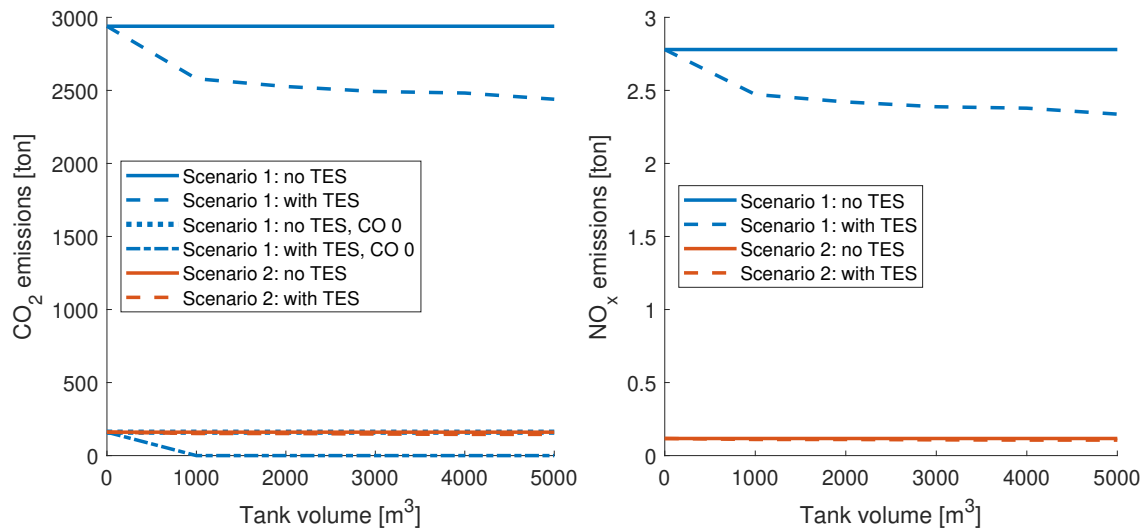 3000
2500
2000
1500
1000
500
0
CO2 emissions [ton]
Scenario 1: no TES
Scenario 1: with TES
Scenario 1: no TES, CO 0
Scenario 1: with TES, CO 0
Scenario 2: no TES
Scenario 2: with TES
0 1000 2000 3000 4000 5000
Tank volume [m3]
3
2.5
2
1.5
1
0.5
0
NOx emissions [ton]
Scenario 1: no TES
Scenario 1: with TES
Scenario 2: no TES
Scenario 2: with TES
0 1000 2000 3000 4000 5000
Tank volume [m3]